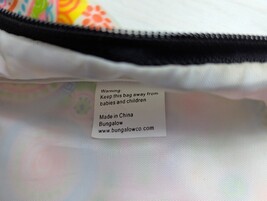 Warning:
Keep this bag away from
babies and children
Made in China
Bungalow
www.bungalowco.com